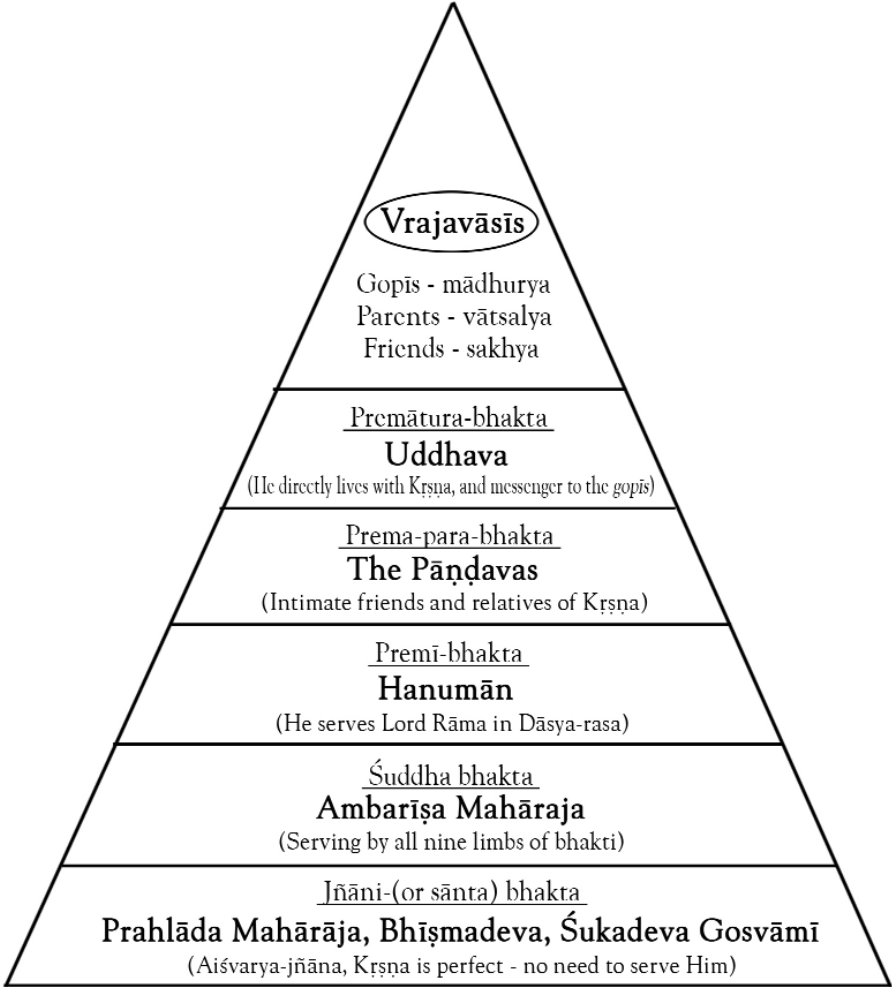 Vrajavāsīs
Gopīs - mādhurya
Parents - vātsalya
Friends - sakhya
Premātura-bhakta
Uddhava
(He directly lives with Kṛṣṇa, and messenger to the gopīs)
Prema-para-bhakta
The Pāṇḍavas
(Intimate friends and relatives of Kṛṣṇa)
Premī-bhakta
Hanumān
(He serves Lord Rāma in Dāsya-rasa)
Śuddha bhakta
Ambarīṣa Mahāraja
(Serving by all nine limbs of bhakti)
Jñāni-(or sānta) bhakta
Prahlāda Mahārāja, Bhīṣmadeva, Śukadeva Gosvāmī
(Aiśvarya-jñāna, Kṛṣṇa is perfect - no need to serve Him)